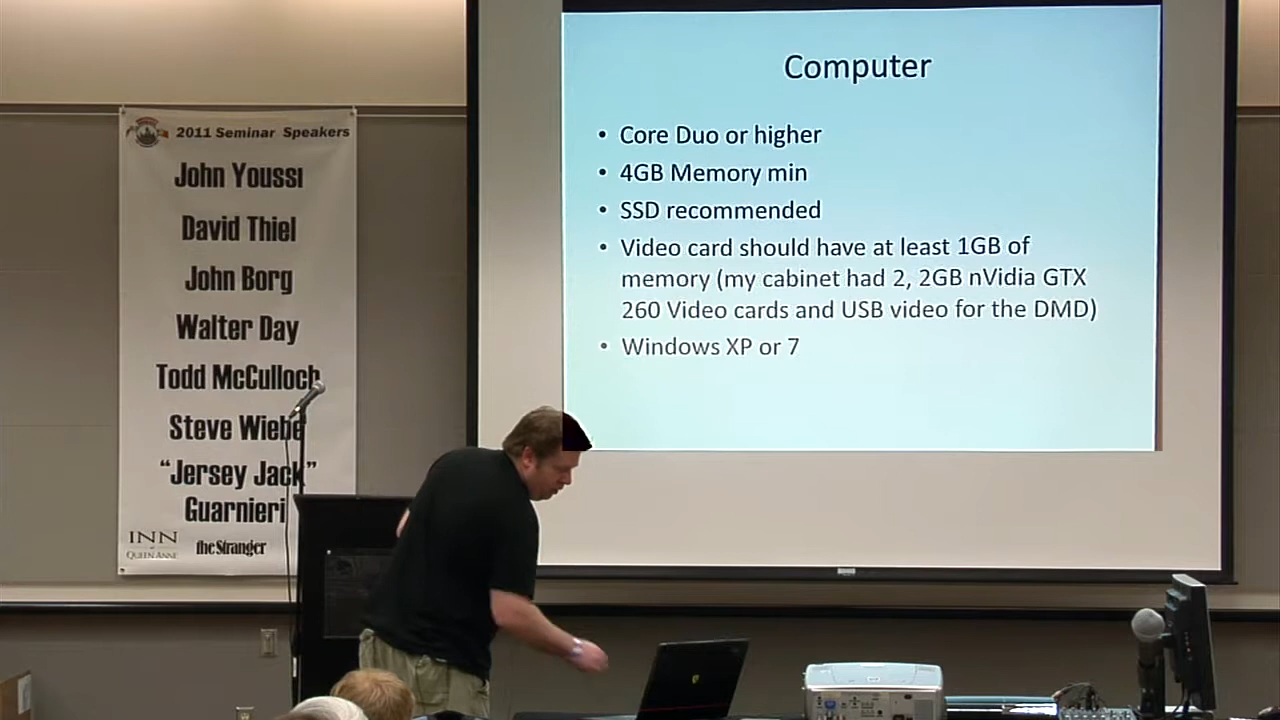 2011 Seminar Speakers
John Youssi
David Thiel
John Borg
Walter Day
Todd McCulloch
Steve Wiebe
"Jersey Jack"
Guarnieri
INN
at
QUEEN ANNE
the Stranger
Computer
• Core Duo or higher
• 4GB Memory min
• SSD recommended
• Video card should have at least 1GB of
memory (my cabinet had 2, 2GB nVidia GTX
260 Video cards and USB video for the DMD)
• Windows XP or 7